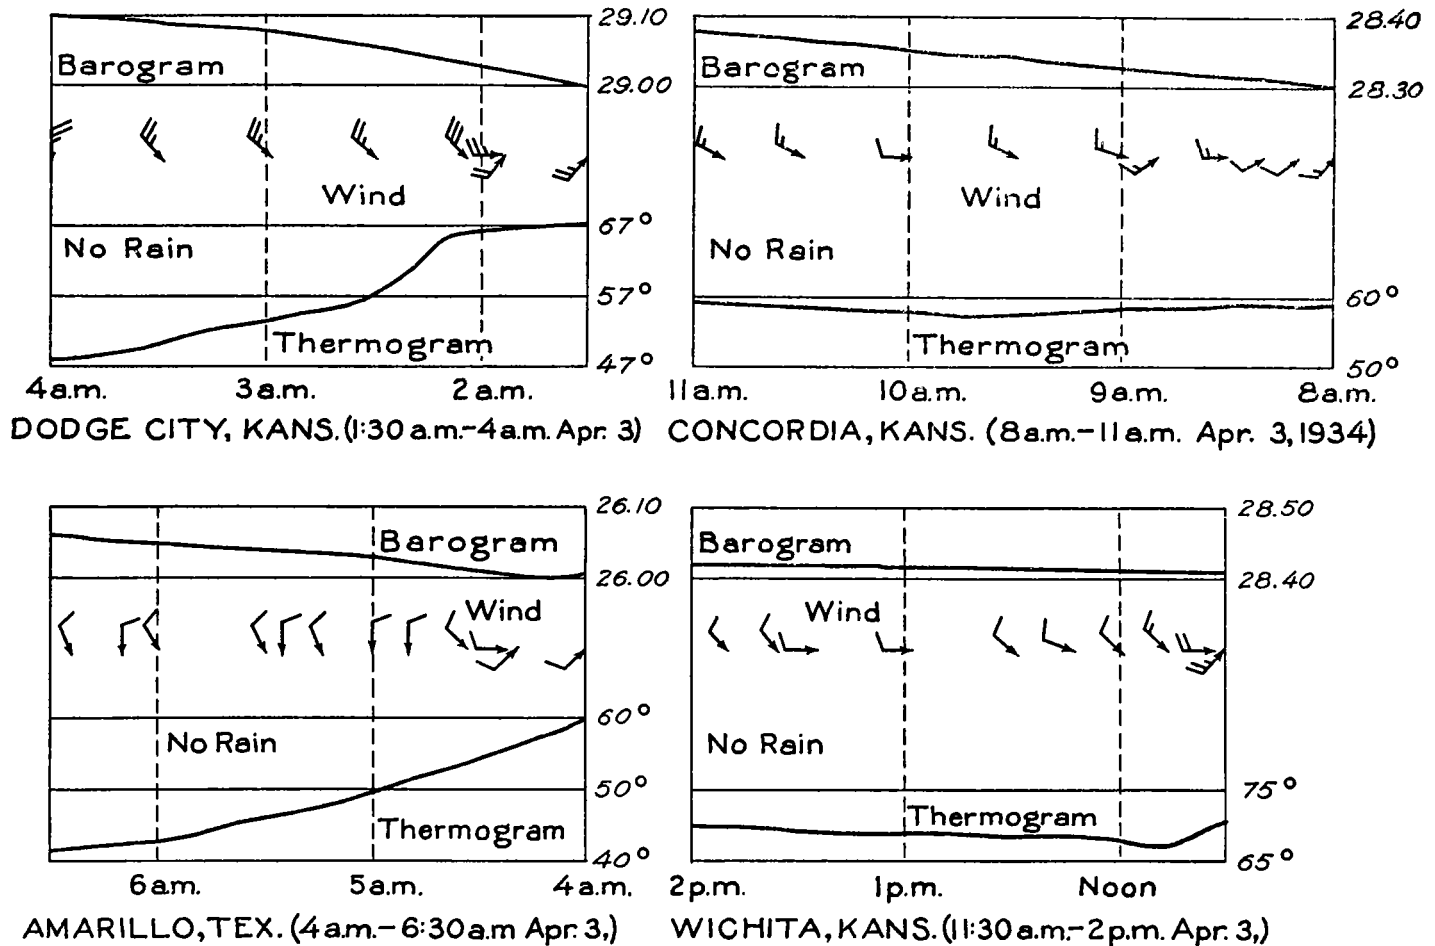 29.10
Barogram
29.00
Wind
67°
No Rain
57°
Thermogram
47°
4a.m. 3a.m. 2a.m.
DODGE CITY, KANS. (1:30 a.m.-4a.m. Apr. 3)
28.40
Barogram
28.30
Wind
No Rain
60°
Thermogram
50°
11a.m. 10a.m. 9a.m. 8a.m.
CONCORDIA, KANS. (8a.m.-11a.m. Apr. 3, 1934)
26.10
Barogram
26.00
Wind
60°
No Rain
50°
Thermogram
40°
6a.m. 5a.m. 4a.m.
AMARILLO, TEX. (4a.m.-6:30a.m Apr. 3,)
28.50
Barogram
28.40
Wind
No Rain
75°
Thermogram
65°
2p.m. 1p.m. Noon
WICHITA, KANS. (11:30a.m.-2p.m. Apr. 3,)